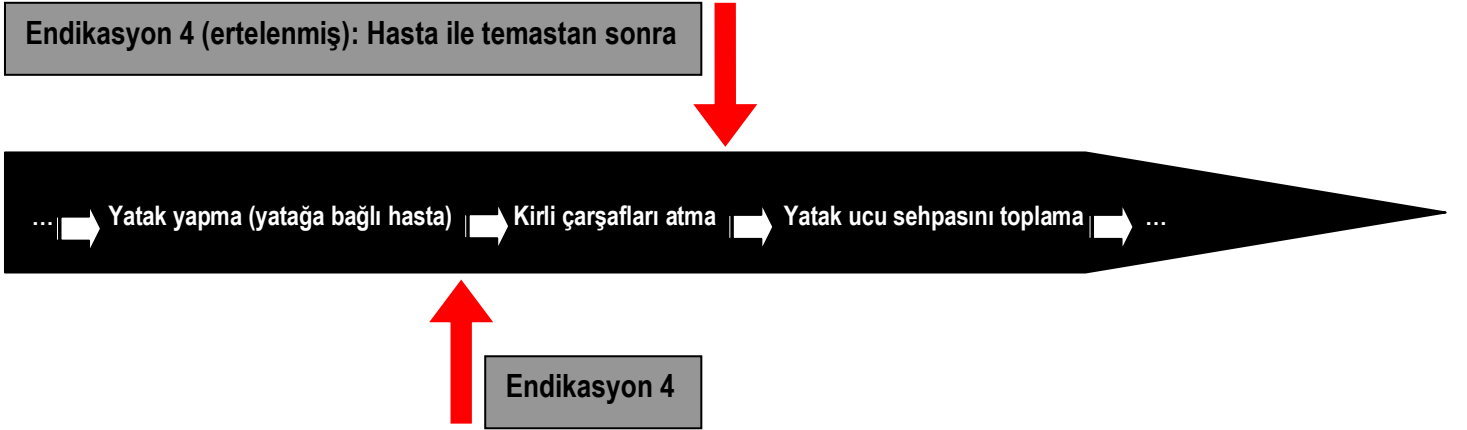 Endikasyon 4 (ertelenmiş): Hasta ile temastan sonra
… Yatak yapma (yatağa bağlı hasta) Kirli çarşafları atma Yatak ucu sehpasını toplama …
Endikasyon 4